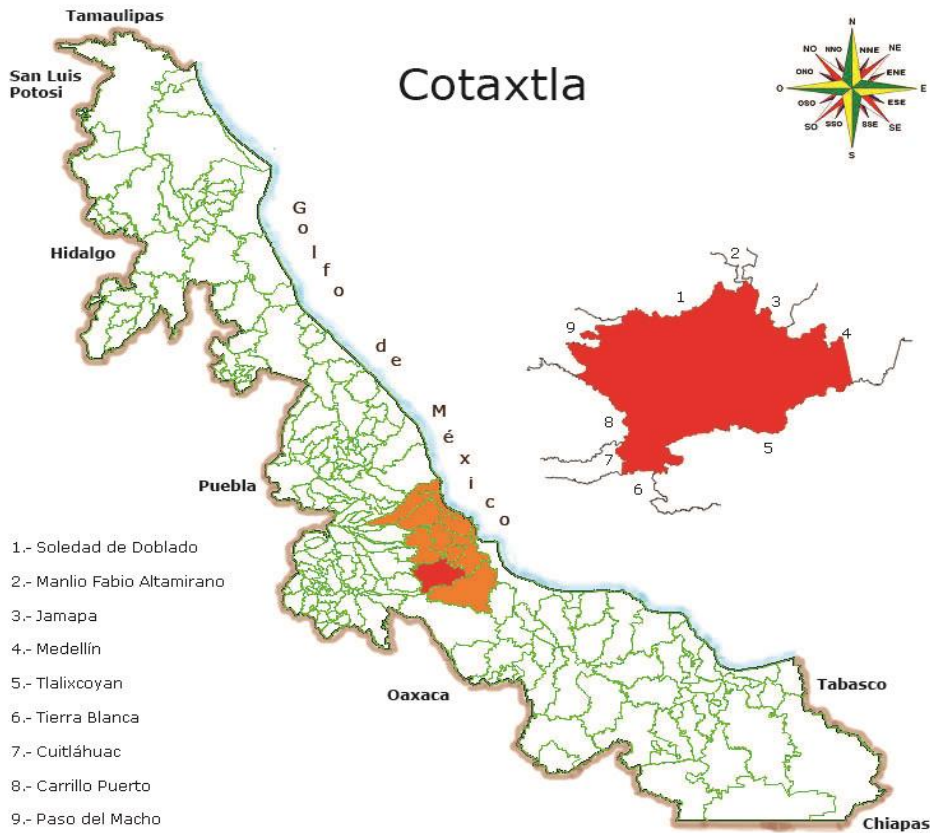 Tamaulipas
San Luis
Potosi
Cotaxtla
N
NNO
NNE
NO
NE
ONO
ENE
O
E
OSO
ESE
SO
SSO
SSE
SE
S
Golfo de México
Hidalgo
2
1
3
9
4
8
5
7
6
Puebla
1.- Soledad de Doblado
2.- Manlio Fabio Altamirano
3.- Jamapa
4.- Medellín
5.- Tlalixcoyan
6.- Tierra Blanca
7.- Cuitláhuac
8.- Carrillo Puerto
9.- Paso del Macho
Oaxaca
Tabasco
Chiapas